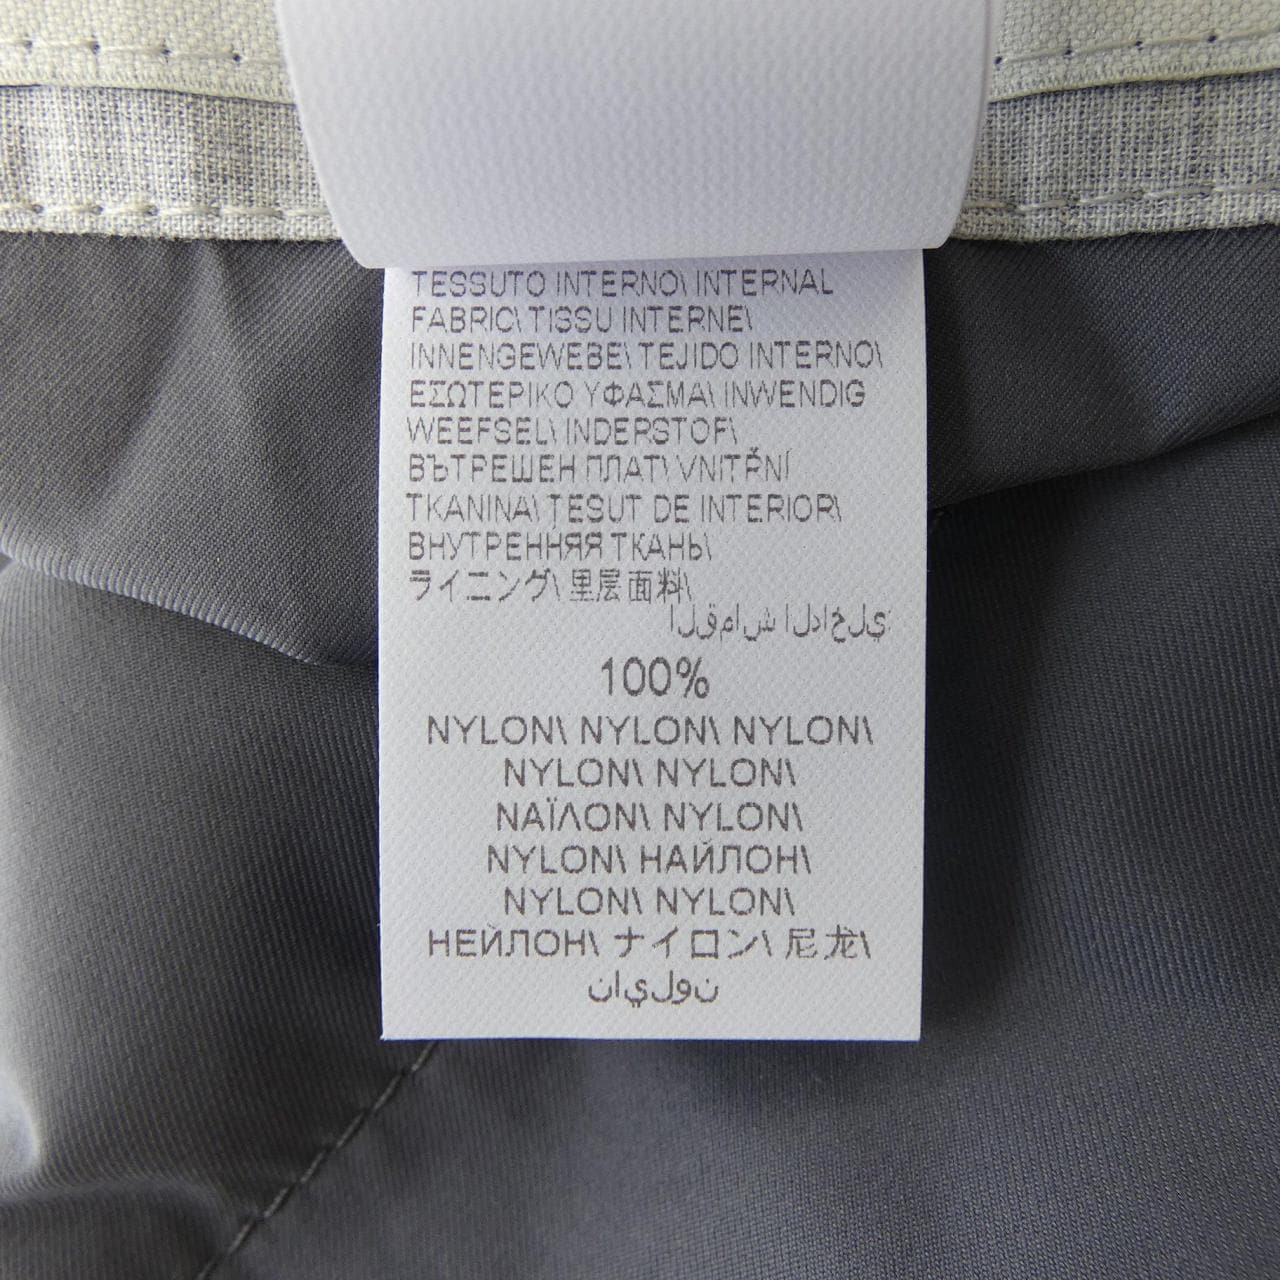 TESSUTO INTERNO\ INTERNAL
FABRIC\ TISSU INTERNE\
INNENGEWEBE\ TEJIDO INTERNO\
ΕΣΩΤΕΡΙΚΟ ΥΦΑΣΜΑ\ INWENDIG
WEEFSEL\ INDERSTOF\
ВЪТРЕШЕН ПЛАТ\ VNITŘNÍ
TKANINA\ ȚESUT DE INTERIOR\
ВНУТРЕННЯЯ ТКАНЬ\
ライニング\ 里层面料\
القماش الداخلي:
100%
NYLON\ NYLON\ NYLON\
NYLON\ NYLON\
ΝΑΪΛΟΝ\ NYLON\
NYLON\ НАЙЛОН\
NYLON\ NYLON\
НЕЙЛОН\ ナイロン\ 尼龙\
نايلون